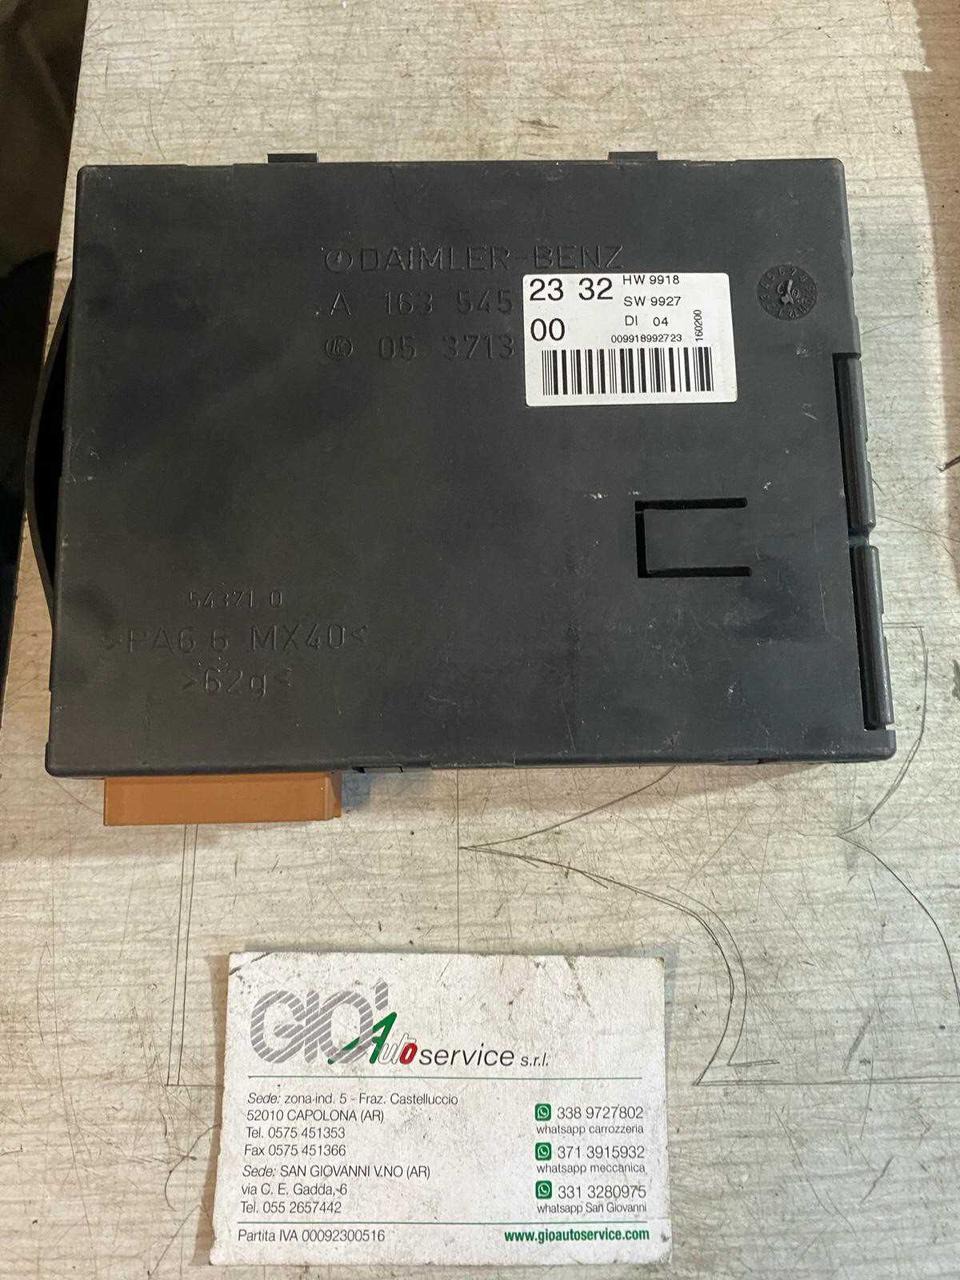 DAIMLER-BENZ
A 163 545 23 32
05 3713 00
HW 9918
SW 9927
DI 04
009918992723
160200
54371 0
>PA6 6 MX40<
>62g<
GIO' Auto service s.r.l.
Sede: zona ind. 5 - Fraz. Castelluccio
52010 CAPOLONA (AR)
Tel. 0575 451353
Fax 0575 451366
Sede: SAN GIOVANNI V.NO (AR)
via C. E. Gadda, 6
Tel. 055 2657442
338 9727802
whatsapp carrozzeria
371 3915932
whatsapp meccanica
331 3280975
whatsapp San Giovanni
Partita IVA 00092300516
www.gioautoservice.com